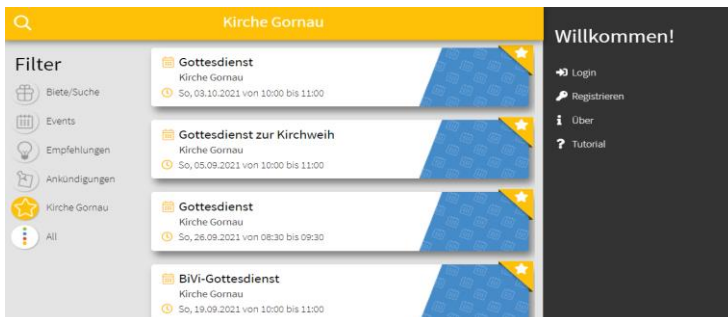 Kirche Gornau
Filter
Biete/Suche
Events
Empfehlungen
Ankündigungen
Kirche Gornau
All
Gottesdienst
Kirche Gornau
So, 03.10.2021 von 10:00 bis 11:00
Gottesdienst zur Kirchweih
Kirche Gornau
So, 05.09.2021 von 10:00 bis 11:00
Gottesdienst
Kirche Gornau
So, 26.09.2021 von 08:30 bis 09:30
BiVi-Gottesdienst
Kirche Gornau
So, 19.09.2021 von 10:00 bis 11:00
Willkommen!
Login
Registrieren
Über
Tutorial